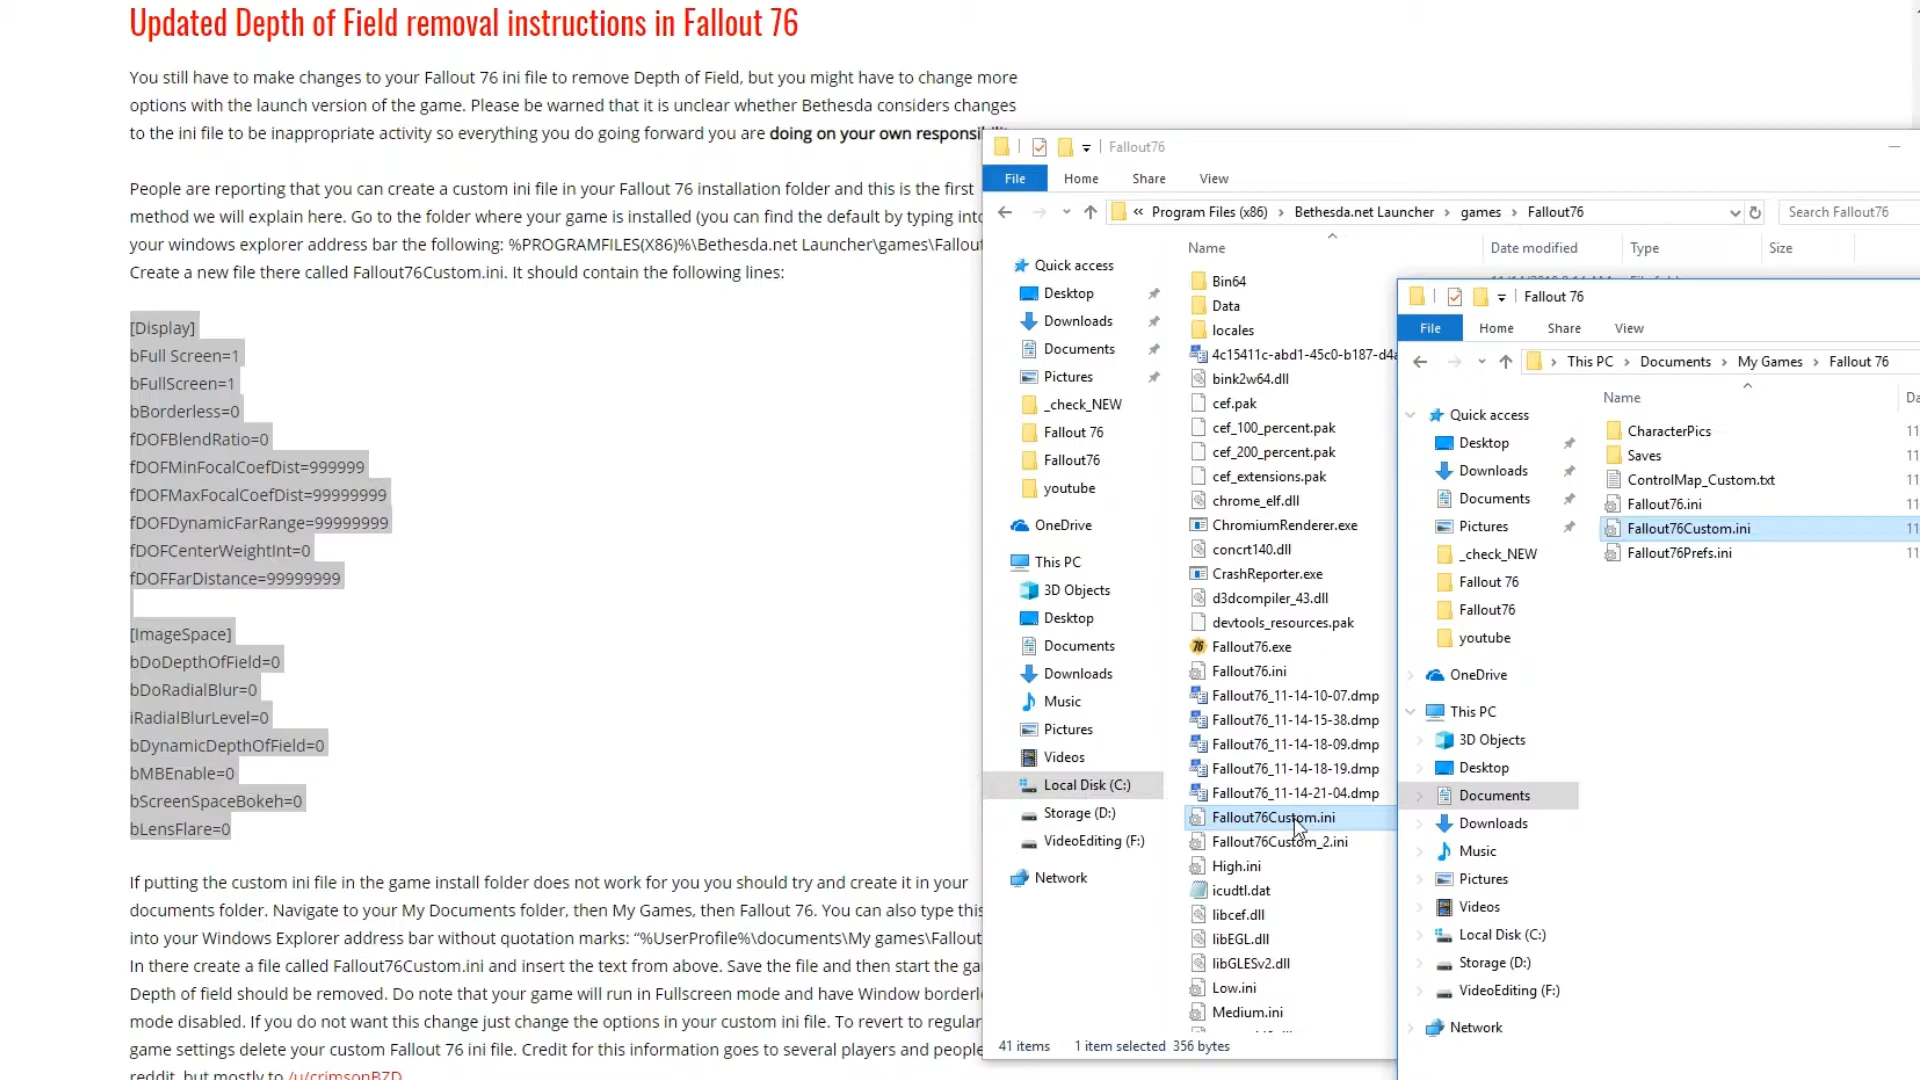 Updated Depth of Field removal instructions in Fallout 76
You still have to make changes to your Fallout 76 ini file to remove Depth of Field, but you might have to change more
options with the launch version of the game. Please be warned that it is unclear whether Bethesda considers changes
to the ini file to be inappropriate activity so everything you do going forward you are doing on your own
People are reporting that you can create a custom ini file in your Fallout 76 installation folder and this is the first
method we will explain here. Go to the folder where your game is installed (you can find the default by typing
your windows explorer address bar the following: %PROGRAMFILES(X86)%\Bethesda.net Launcher\games\Fallout
Create a new file there called Fallout76Custom.ini. It should contain the following lines:
[Display]
bFull Screen=1
bFullScreen=1
bBorderless=0
fDOFBlendRatio=0
fDOFMinFocalCoefDist=999999
fDOFMaxFocalCoefDist=99999999
fDOFDynamicFarRange=99999999
fDOFCenterWeightInt=0
fDOFFarDistance=99999999
[ImageSpace]
bDoDepthOfField=0
bDoRadialBlur=0
iRadialBlurLevel=0
bDynamicDepthOfField=0
bMBEnable=0
bScreenSpaceBokeh=0
bLensFlare=0
If putting the custom ini file in the game install folder does not work for you you should try and create it in your
documents folder. Navigate to your My Documents folder, then My Games, then Fallout 76. You can also type this
into your Windows Explorer address bar without quotation marks: “%UserProfile%\documents\My games\Fallout
In there create a file called Fallout76Custom.ini and insert the text from above. Save the file and then start the
Depth of field should be removed. Do note that your game will run in Fullscreen mode and have Window
mode disabled. If you do not want this change just change the options in your custom ini file. To revert to regular
game settings delete your custom Fallout 76 ini file. Credit for this information goes to several players and people
reddit, but mostly to /u/crimsonBZD
Fallout76
File Home Share View
« Program Files (x86) > Bethesda.net Launcher > games > Fallout76
Search Fallout76
Name Date modified Type Size
Quick access
Desktop
Downloads
Documents
Pictures
_check_NEW
Fallout 76
Fallout76
youtube
OneDrive
This PC
3D Objects
Desktop
Documents
Downloads
Music
Pictures
Videos
Local Disk (C:)
Storage (D:)
VideoEditing (F:)
Network
Bin64
Data
locales
4c15411c-abd1-45c0-b187-d4a
bink2w64.dll
cef.pak
cef_100_percent.pak
cef_200_percent.pak
cef_extensions.pak
chrome_elf.dll
ChromiumRenderer.exe
concrt140.dll
CrashReporter.exe
d3dcompiler_43.dll
devtools_resources.pak
Fallout76.exe
Fallout76.ini
Fallout76_11-14-10-07.dmp
Fallout76_11-14-15-38.dmp
Fallout76_11-14-18-09.dmp
Fallout76_11-14-18-19.dmp
Fallout76_11-14-21-04.dmp
Fallout76Custom.ini
Fallout76Custom_2.ini
High.ini
icudtl.dat
libcef.dll
libEGL.dll
libGLESv2.dll
Low.ini
Medium.ini
41 items 1 item selected 356 bytes
Fallout 76
File Home Share View
> This PC > Documents > My Games > Fallout 76
Name
Quick access
Desktop
Downloads
Documents
Pictures
_check_NEW
Fallout 76
Fallout76
youtube
OneDrive
This PC
3D Objects
Desktop
Documents
Downloads
Music
Pictures
Videos
Local Disk (C:)
Storage (D:)
VideoEditing (F:)
Network
CharacterPics 11
Saves 11
ControlMap_Custom.txt 11
Fallout76.ini 11
Fallout76Custom.ini 11
Fallout76Prefs.ini 11